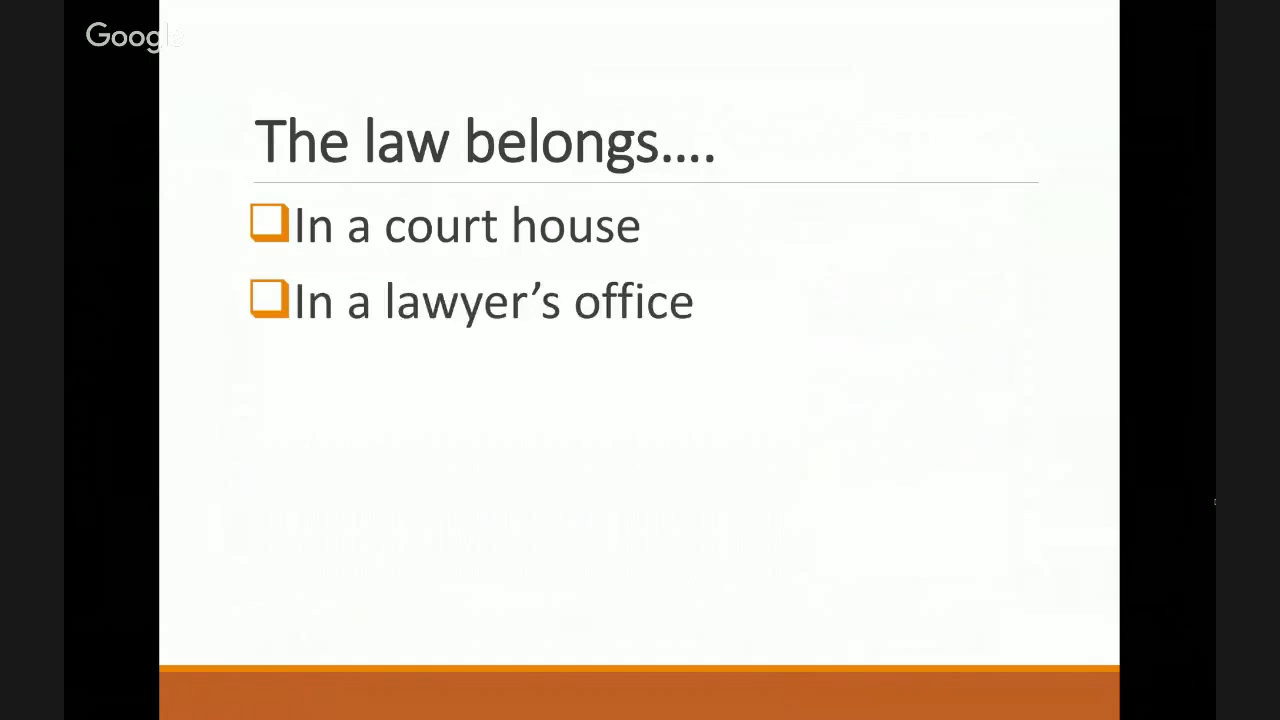 Google
The law belongs....
In a court house
In a lawyer’s office